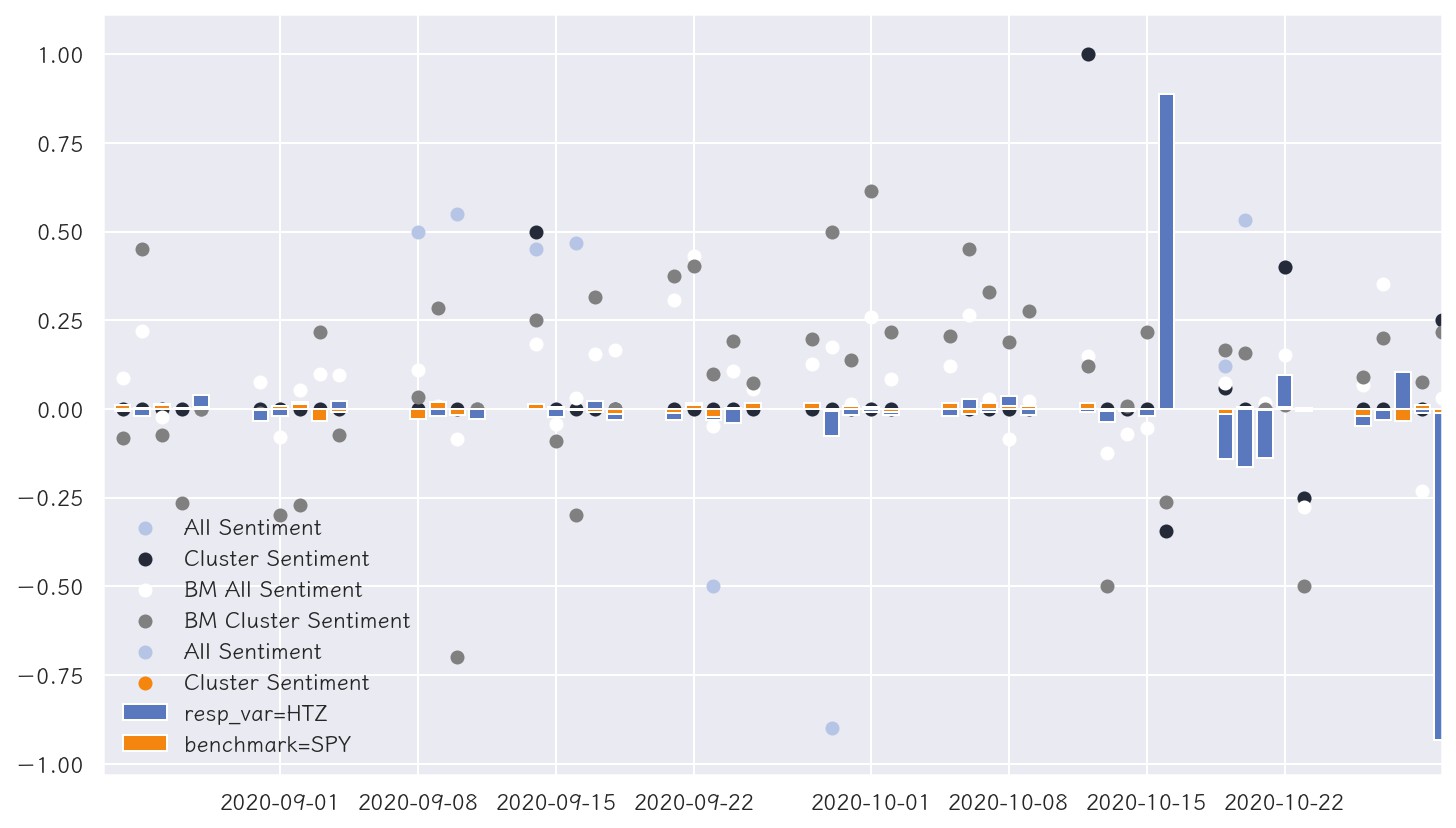 1.00
0.75
0.50
0.25
0.00
−0.25
−0.50
−0.75
−1.00
All Sentiment
Cluster Sentiment
BM All Sentiment
BM Cluster Sentiment
All Sentiment
Cluster Sentiment
resp_var=HTZ
benchmark=SPY
2020-09-01 2020-09-08 2020-09-15 2020-09-22 2020-10-01 2020-10-08 2020-10-15 2020-10-22